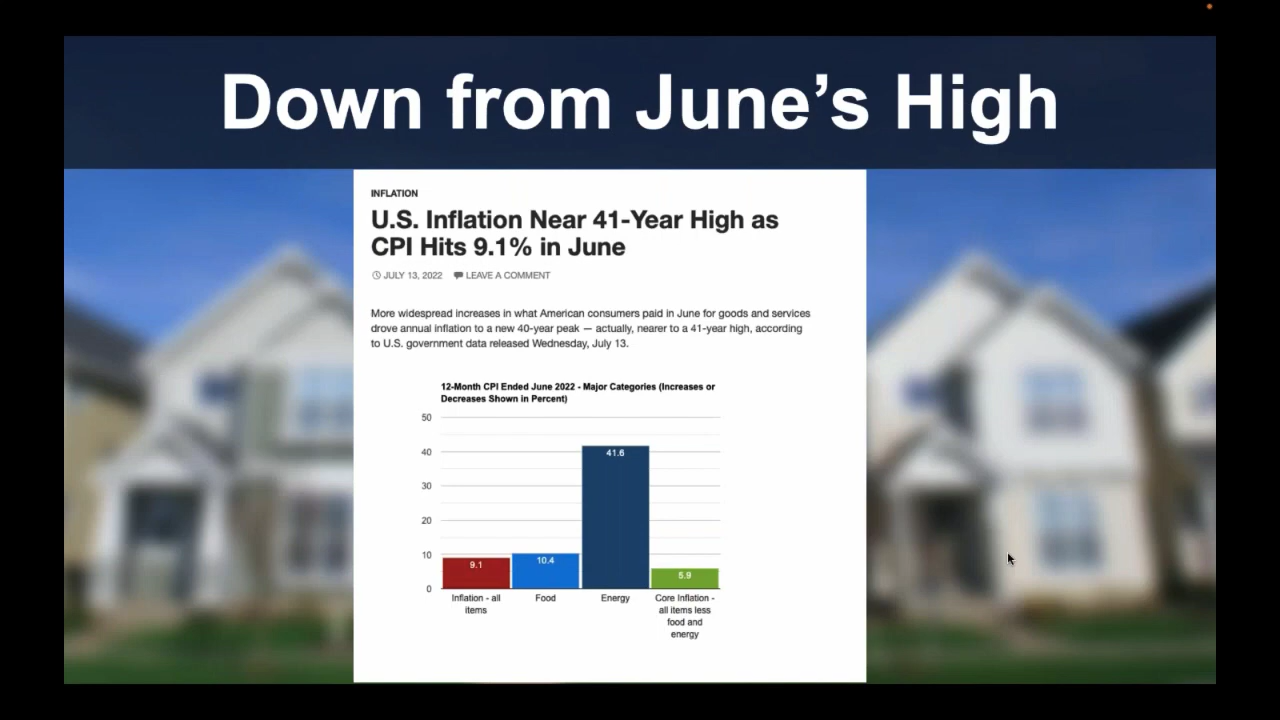 Down from June’s High
INFLATION
U.S. Inflation Near 41-Year High as
CPI Hits 9.1% in June
JULY 13, 2022 LEAVE A COMMENT
More widespread increases in what American consumers paid in June for goods and services
drove annual inflation to a new 40-year peak — actually, nearer to a 41-year high, according
to U.S. government data released Wednesday, July 13.
12-Month CPI Ended June 2022 - Major Categories (Increases or
Decreases Shown in Percent)
50
40
30
20
10
0
9.1
10.4
41.6
5.9
Inflation - all
items
Food
Energy
Core Inflation -
all items less
food and
energy